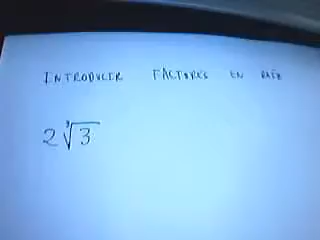 INTRODUCIR FACTORES EN RAÍZ
2∛3